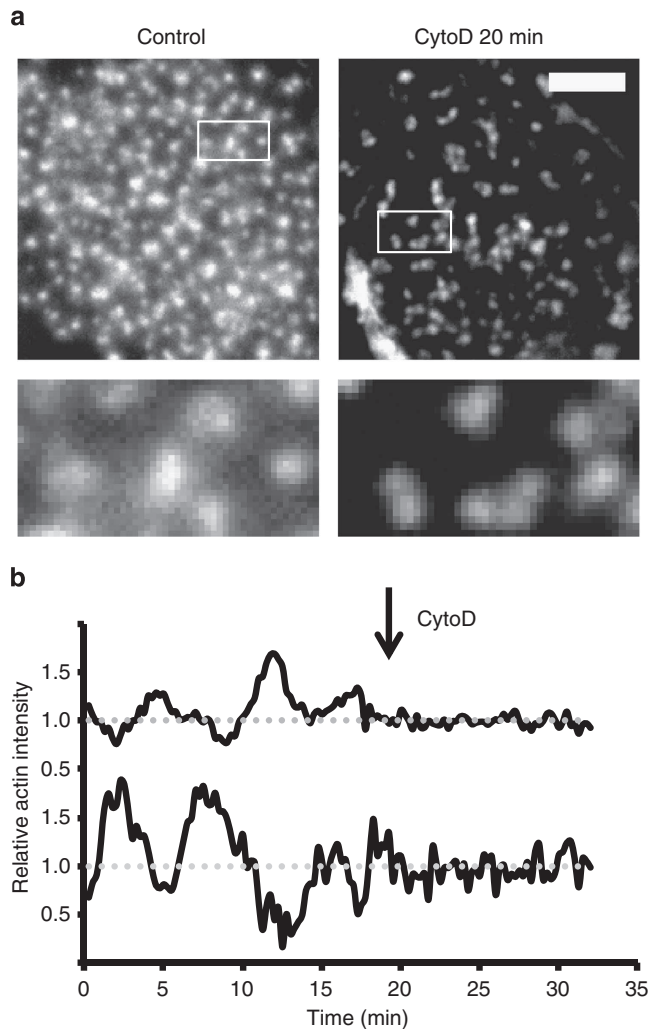 a
Control
CytoD 20 min
b
CytoD
Relative actin intensity
1.5
1.0
0.5
1.5
1.0
0.5
0 5 10 15 20 25 30 35
Time (min)